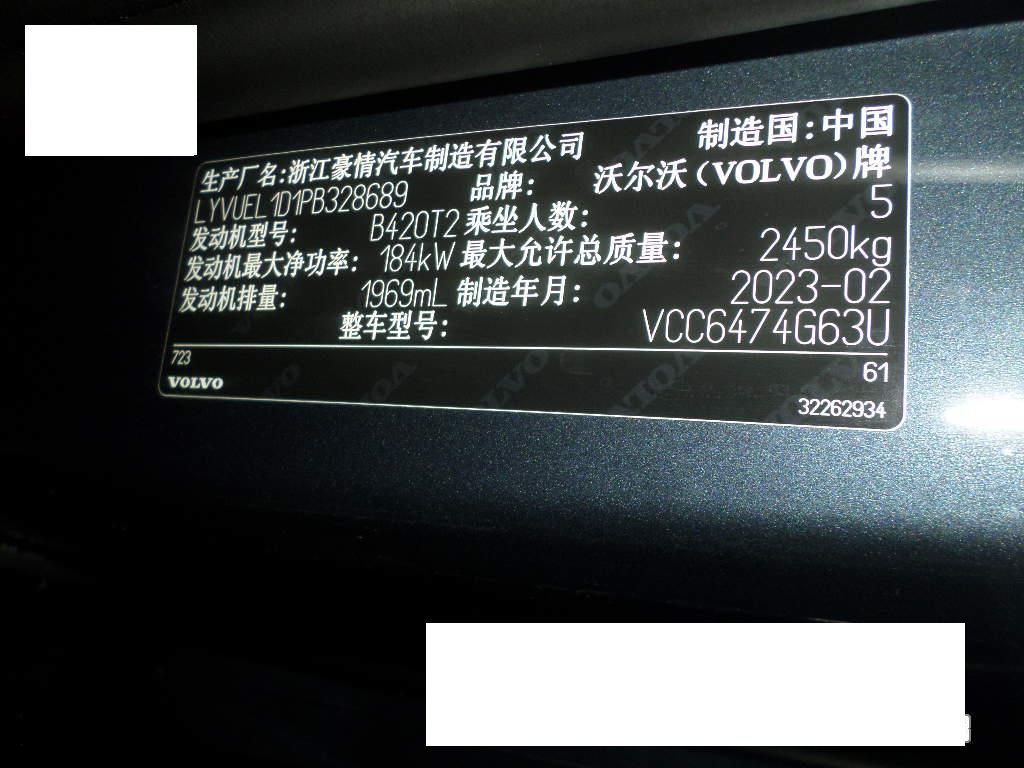 生产厂名:浙江豪情汽车制造有限公司 制造国:中国
LYVUEL1D1PB328689 品牌: 沃尔沃(VOLVO)牌
发动机型号: B420T2 乘坐人数: 5
发动机最大净功率: 184kW 最大允许总质量: 2450kg
发动机排量: 1969mL 制造年月: 2023-02
整车型号: VCC6474G63U
723 61
VOLVO 32262934